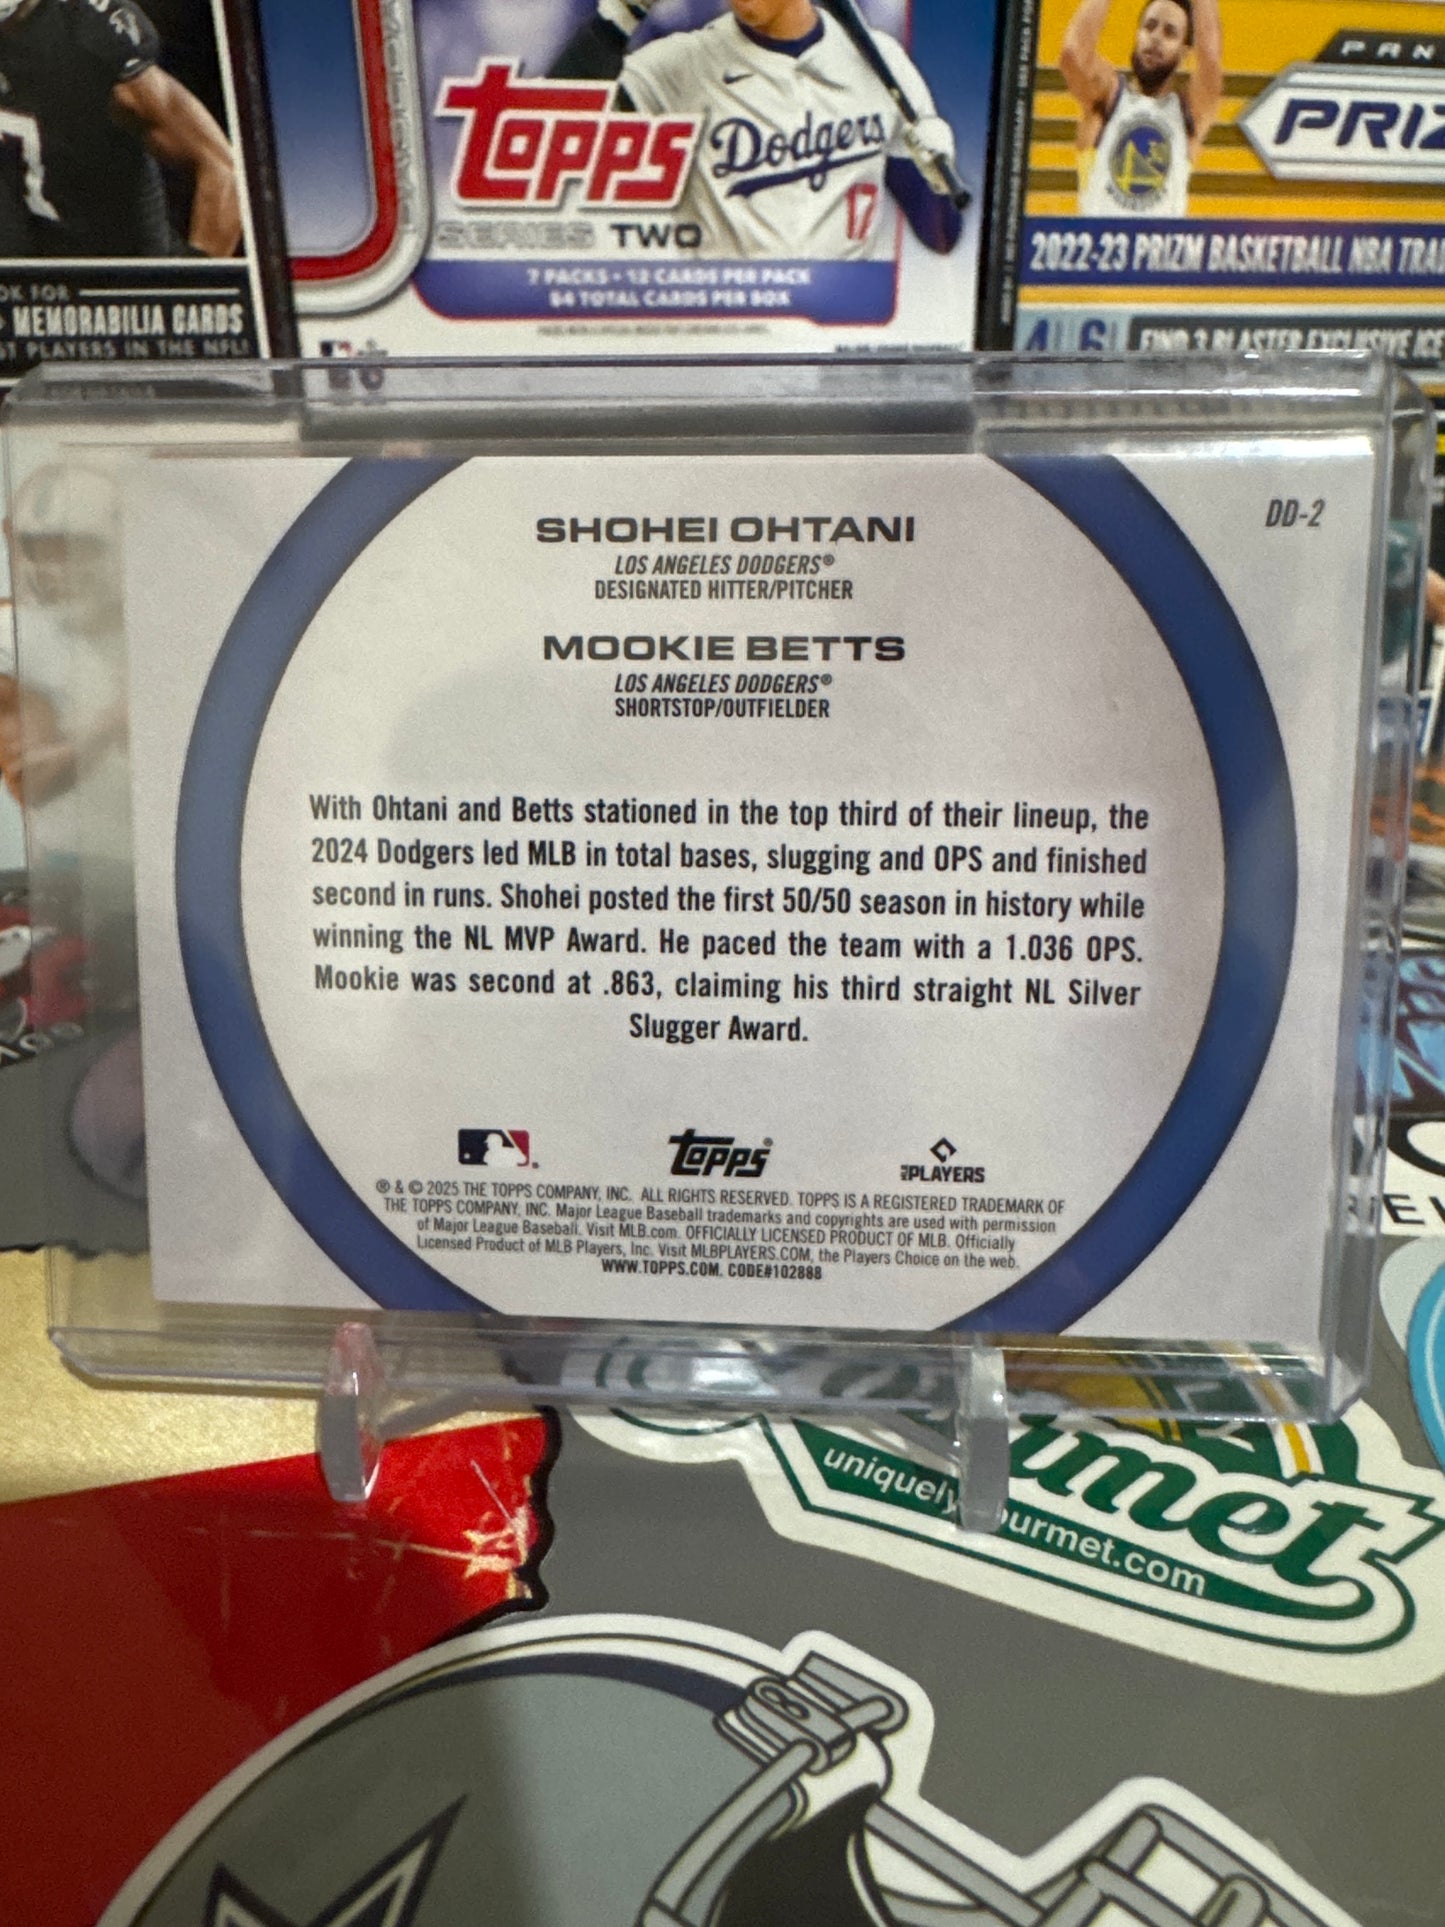 TOPPS
SERIES TWO
7 PACKS • 12 CARDS PER PACK
84 TOTAL CARDS PER BOX
Dodgers
17
2022-23 PRIZM BASKETBALL NBA
MEMORABILIA CARDS
PLAYERS IN THE NFL!
DD-2
SHOHEI OHTANI
LOS ANGELES DODGERS®
DESIGNATED HITTER/PITCHER
MOOKIE BETTS
LOS ANGELES DODGERS®
SHORTSTOP/OUTFIELDER
With Ohtani and Betts stationed in the top third of their lineup, the
2024 Dodgers led MLB in total bases, slugging and OPS and finished
second in runs. Shohei posted the first 50/50 season in history while
winning the NL MVP Award. He paced the team with a 1.036 OPS.
Mookie was second at .863, claiming his third straight NL Silver
Slugger Award.
TOPPS®
PLAYERS
® & © 2025 THE TOPPS COMPANY, INC. ALL RIGHTS RESERVED. TOPPS IS A REGISTERED TRADEMARK OF
THE TOPPS COMPANY, INC. Major League Baseball trademarks and copyrights are used with permission
of Major League Baseball. Visit MLB.com. OFFICIALLY LICENSED PRODUCT OF MLB. Officially
Licensed Product of MLB Players, Inc. Visit MLBPLAYERS.COM, the Players Choice on the web.
WWW.TOPPS.COM. CODE#102888
uniquely
ourmet.com